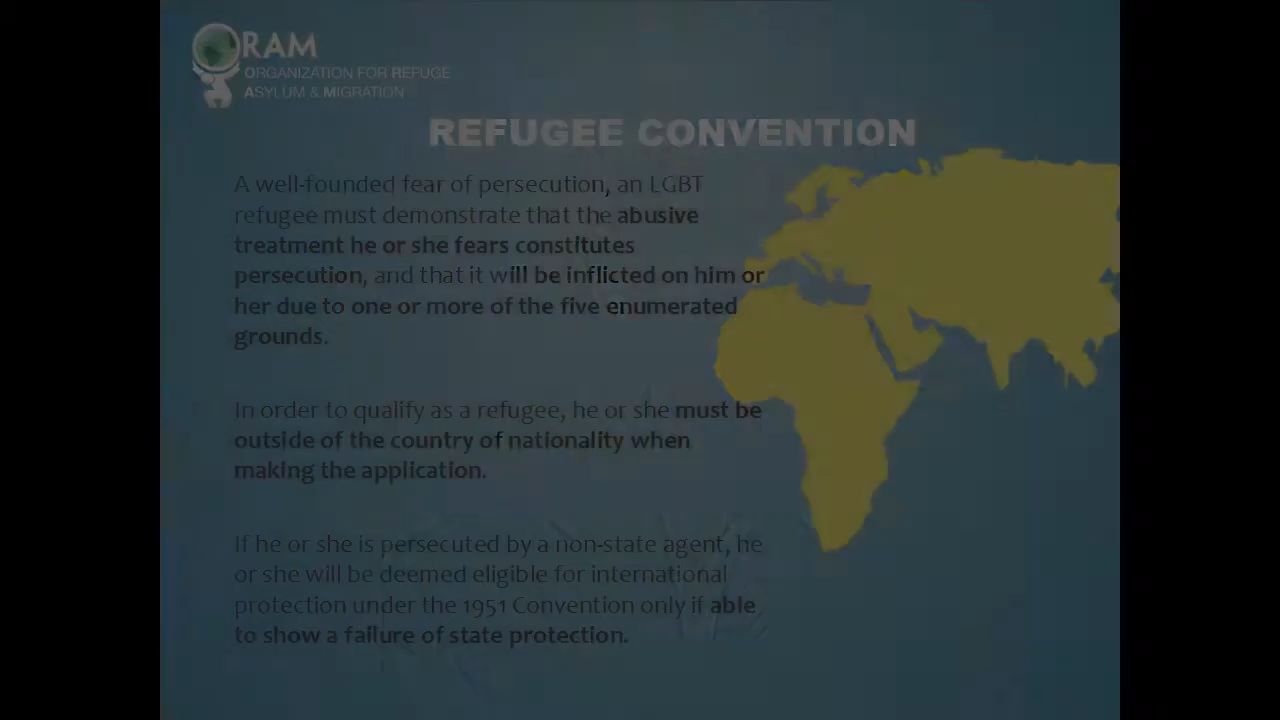 RAM
ORGANIZATION FOR REFUGE
ASYLUM & MIGRATION
REFUGEE CONVENTION
A well-founded fear of persecution, an LGBT
refugee must demonstrate that the abusive
treatment he or she fears constitutes
persecution, and that it will be inflicted on him or
her due to one or more of the five enumerated
grounds.
In order to qualify as a refugee, he or she must be
outside of the country of nationality when
making the application.
If he or she is persecuted by a non-state agent, he
or she will be deemed eligible for international
protection under the 1951 Convention only if able
to show a failure of state protection.